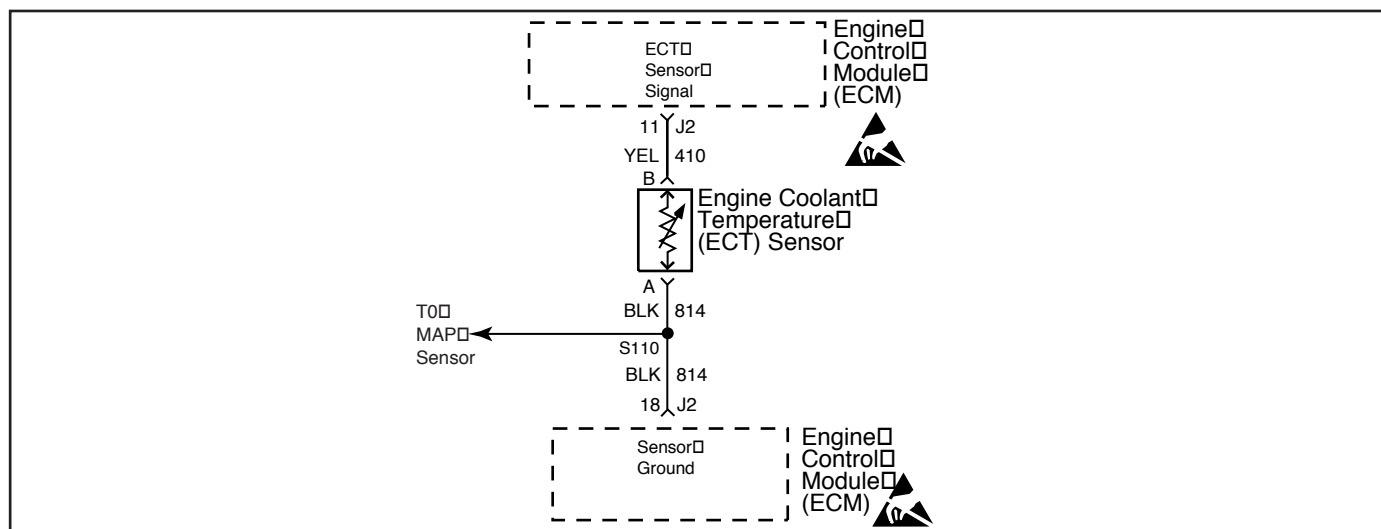 ECT
Sensor
Signal
Engine
Control
Module
(ECM)
11 J2
YEL 410
B
Engine Coolant
Temperature
(ECT) Sensor
A
BLK 814
T0
MAP
Sensor
S110
BLK 814
18 J2
Sensor
Ground
Engine
Control
Module
(ECM)